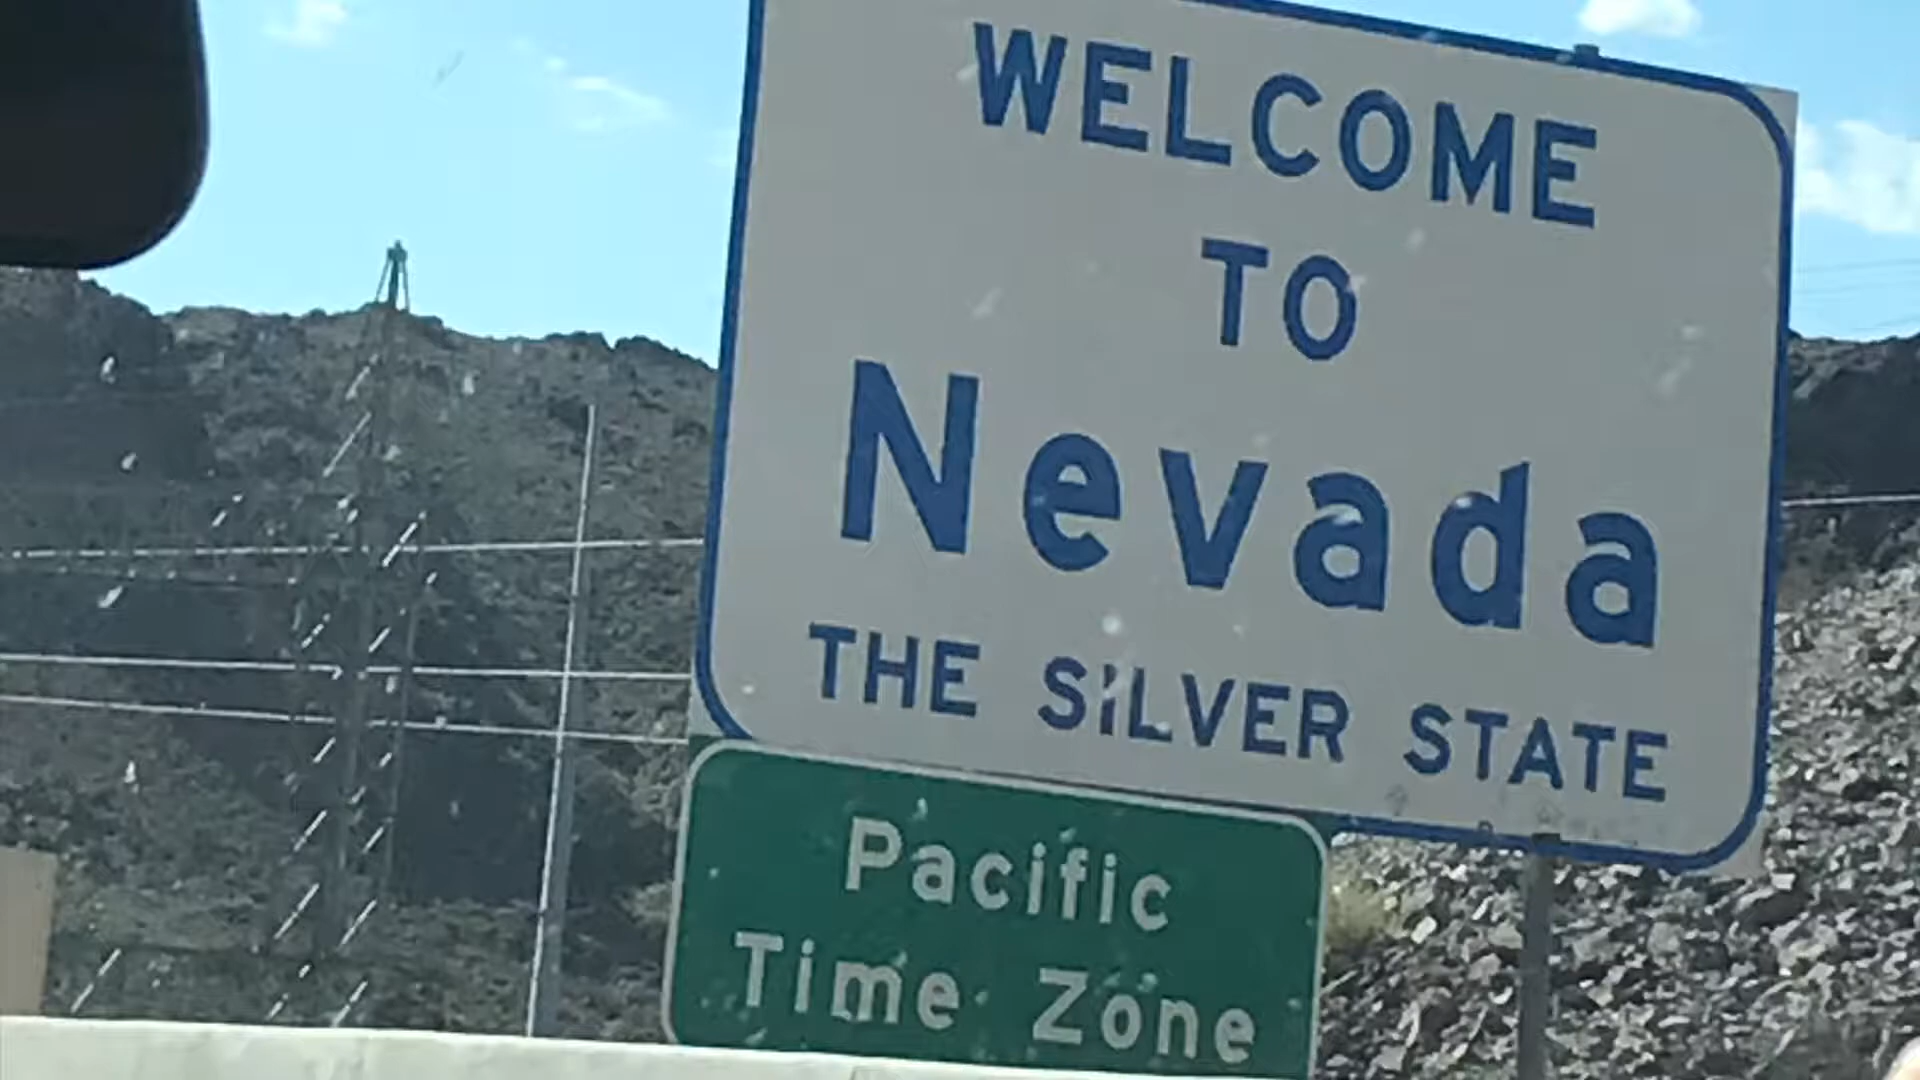 WELCOME
TO
Nevada
THE SILVER STATE
Pacific
Time Zone